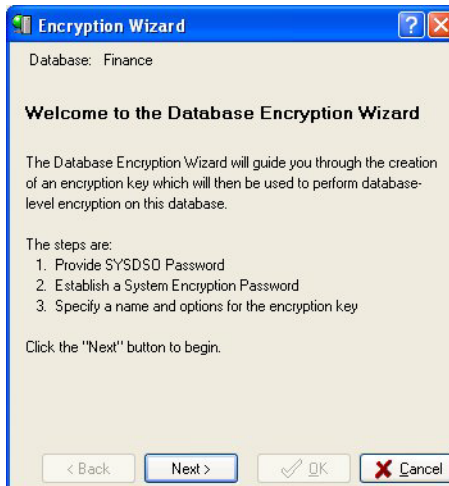 Encryption Wizard
Database: Finance
Welcome to the Database Encryption Wizard
The Database Encryption Wizard will guide you through the creation
of an encryption key which will then be used to perform database-
level encryption on this database.
The steps are:
1. Provide SYSDSO Password
2. Establish a System Encryption Password
3. Specify a name and options for the encryption key
Click the "Next" button to begin.
< Back Next > OK Cancel